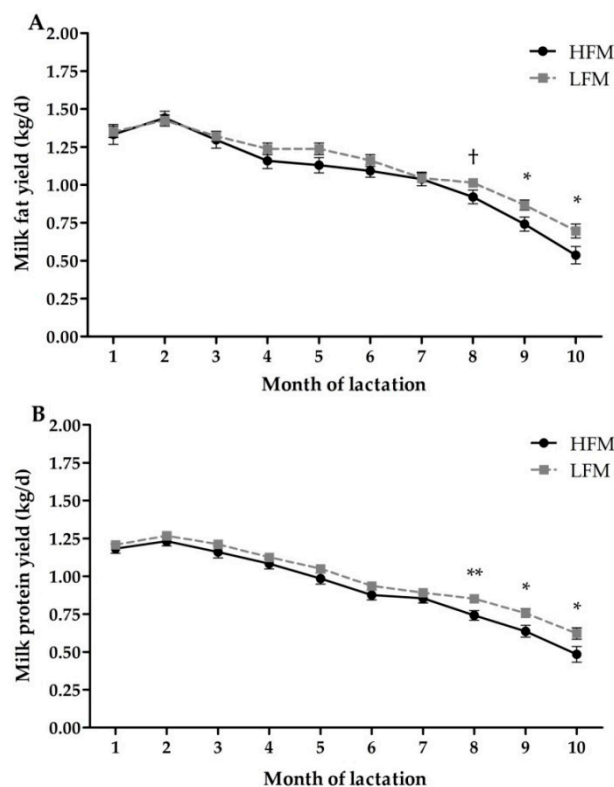 A
Milk fat yield (kg/d)
2.00
1.75
1.50
1.25
1.00
0.75
0.50
0.25
0.00
HFM
LFM
†
*
*
1 2 3 4 5 6 7 8 9 10
Month of lactation
B
Milk protein yield (kg/d)
2.00
1.75
1.50
1.25
1.00
0.75
0.50
0.25
0.00
HFM
LFM
**
*
*
1 2 3 4 5 6 7 8 9 10
Month of lactation